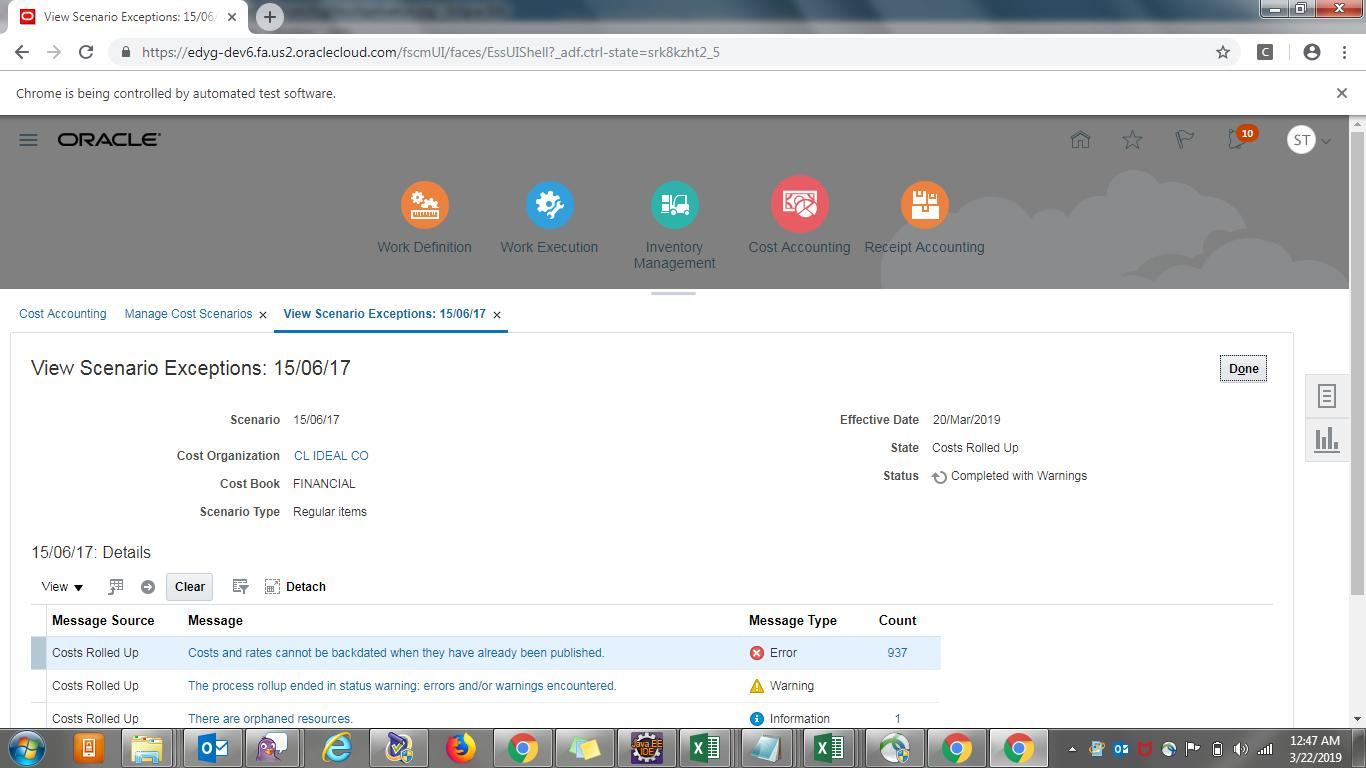 View Scenario Exceptions: 15/06/
https://edyg-dev6.fa.us2.oraclecloud.com/fscmUI/faces/EssUIShell?_adf.ctrl-state=srk8kzht2_5
C
Chrome is being controlled by automated test software.
ORACLE
10
ST
Work Definition
Work Execution
Inventory Management
Cost Accounting
Receipt Accounting
Cost Accounting
Manage Cost Scenarios
View Scenario Exceptions: 15/06/17
View Scenario Exceptions: 15/06/17
Done
Scenario 15/06/17
Cost Organization CL IDEAL CO
Cost Book FINANCIAL
Scenario Type Regular items
Effective Date 20/Mar/2019
State Costs Rolled Up
Status Completed with Warnings
15/06/17: Details
View Clear Detach
Message Source Message Message Type Count
Costs Rolled Up Costs and rates cannot be backdated when they have already been published. Error 937
Costs Rolled Up The process rollup ended in status warning: errors and/or warnings encountered. Warning
Costs Rolled Up There are orphaned resources. Information 1
Java EE
IDE
12:47 AM
3/22/2019